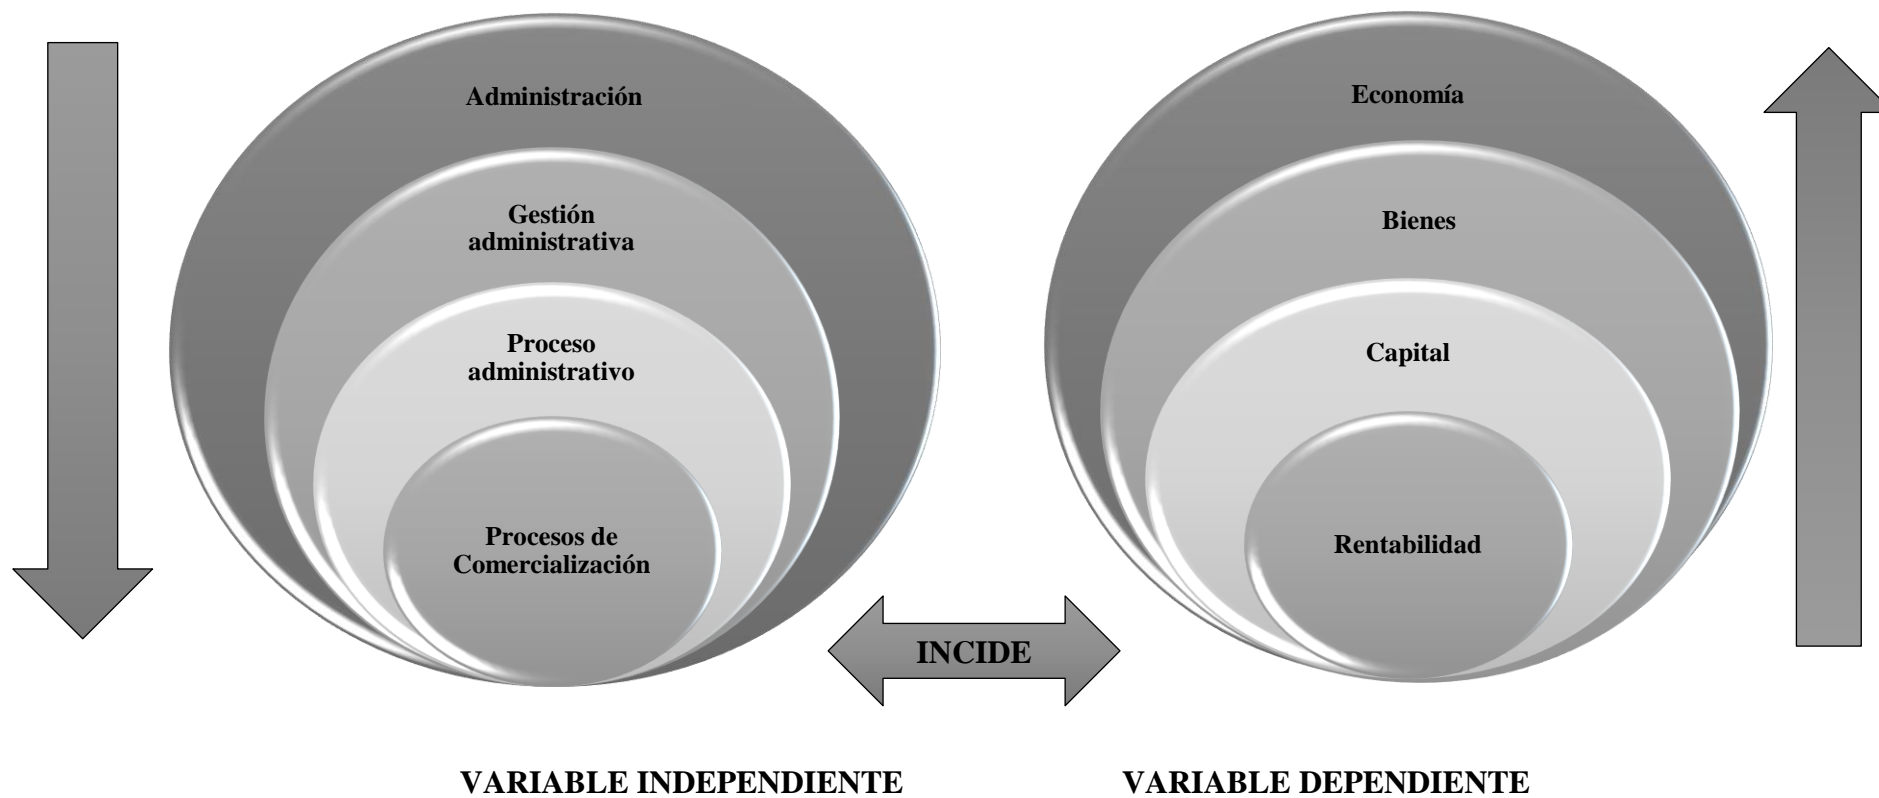 Administración
Gestión
administrativa
Proceso
administrativo
Procesos de
Comercialización
Economía
Bienes
Capital
Rentabilidad
INCIDE
VARIABLE INDEPENDIENTE
VARIABLE DEPENDIENTE